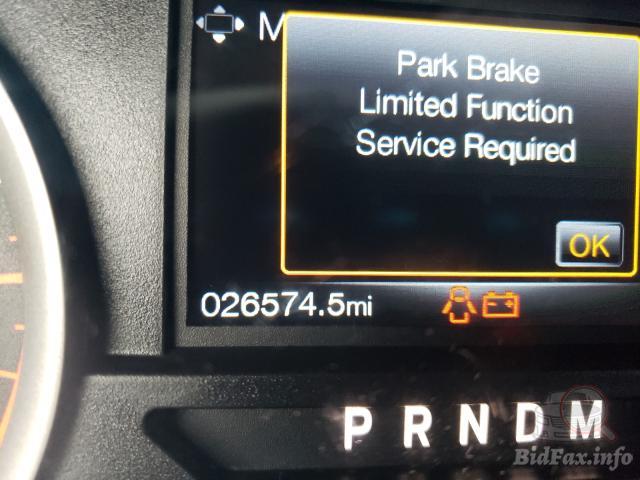 M
Park Brake
Limited Function
Service Required
OK
026574.5mi
P R N D M
BidFax.info